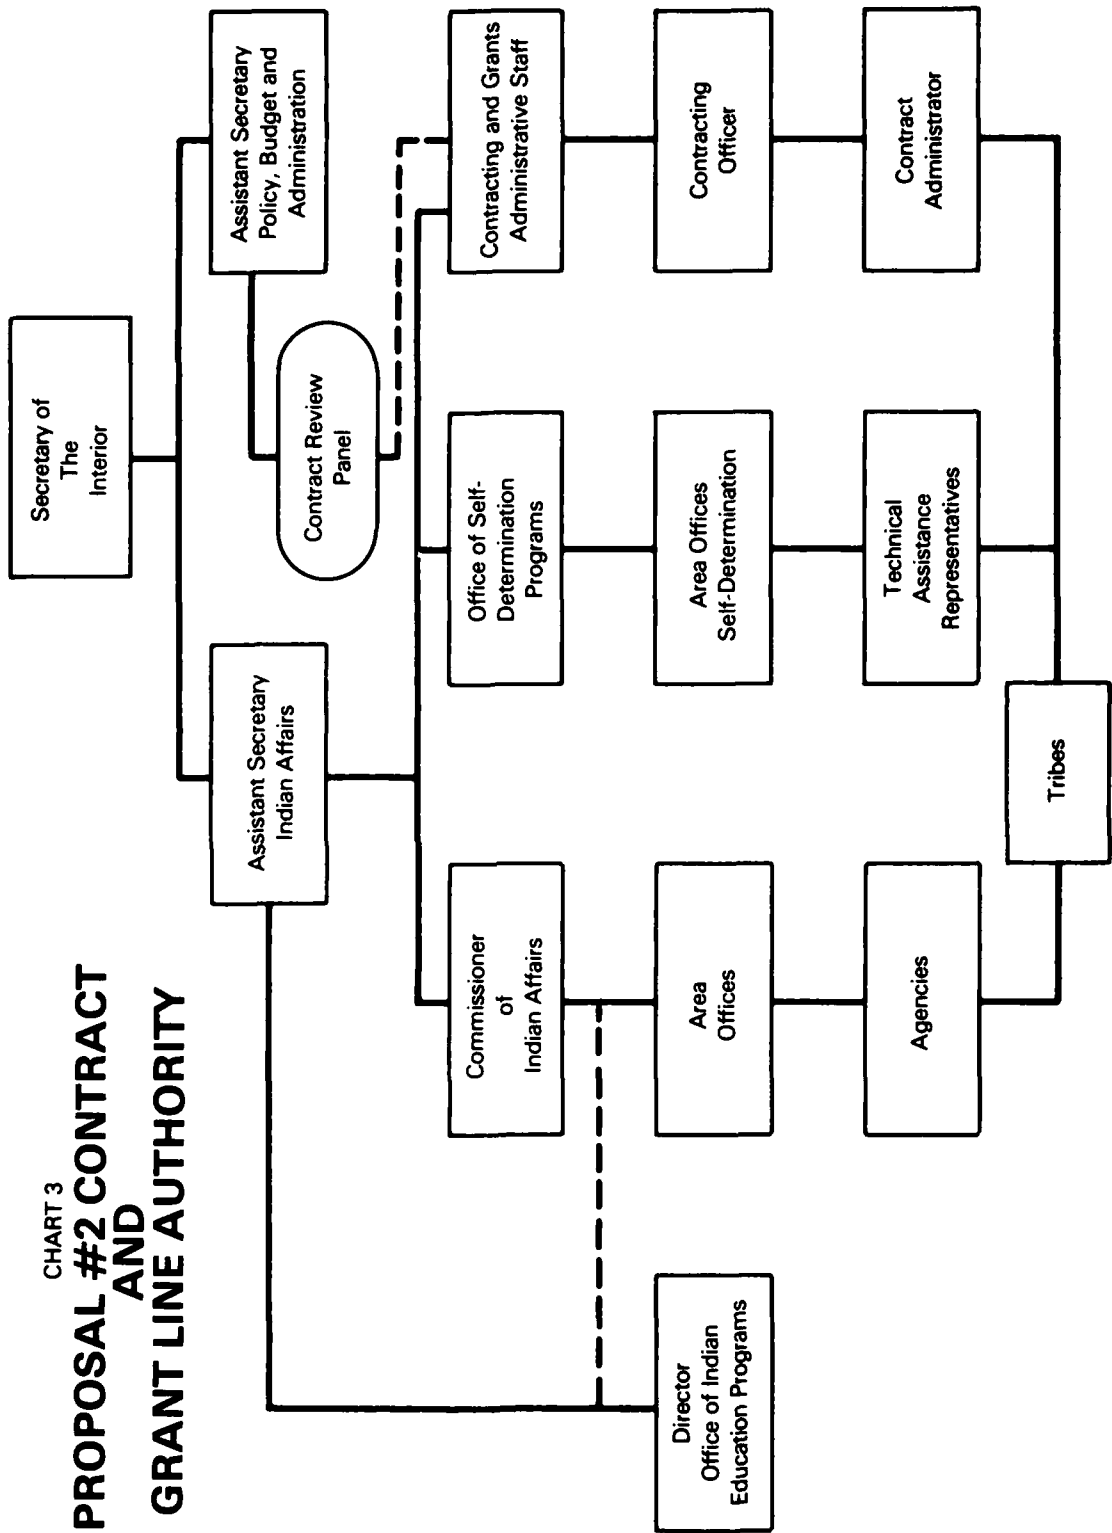 CHART 3
PROPOSAL #2 CONTRACT
AND
GRANT LINE AUTHORITY
Secretary of
The
Interior
Assistant Secretary
Indian Affairs
Assistant Secretary
Policy, Budget and
Administration
Contract Review
Panel
Commissioner
of
Indian Affairs
Office of Self-
Determination
Programs
Contracting and Grants
Administrative Staff
Director
Office of Indian
Education Programs
Area
Offices
Area Offices
Self-Determination
Contracting
Officer
Agencies
Technical
Assistance
Representatives
Contract
Administrator
Tribes